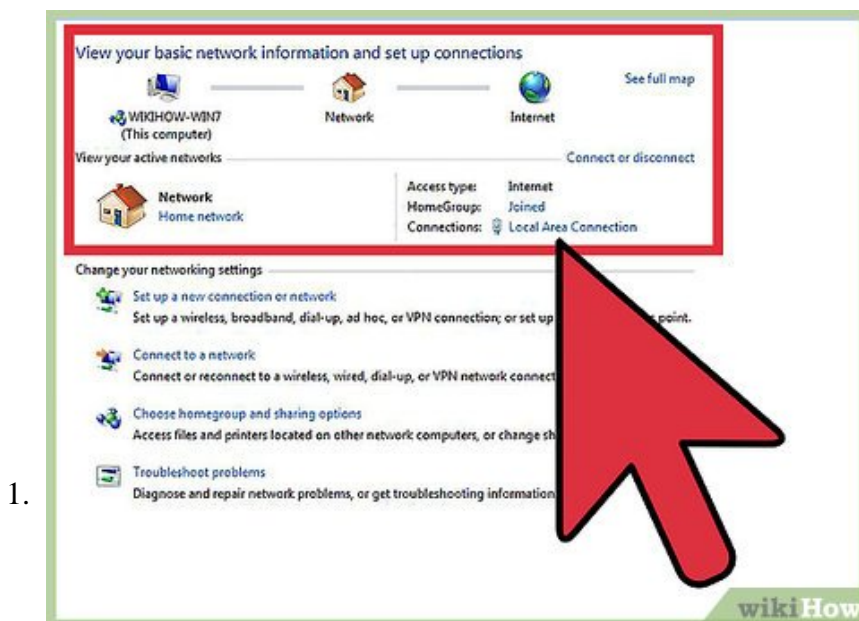 View your basic network information and set up connections
See full map
WIKIHOW-WIN7
(This computer)
Network
Internet
View your active networks
Connect or disconnect
Network
Home network
Access type: Internet
HomeGroup: Joined
Connections: Local Area Connection
Change your networking settings
Set up a new connection or network
Set up a wireless, broadband, dial-up, ad hoc, or VPN connection; or set up point.
Connect to a network
Connect or reconnect to a wireless, wired, dial-up, or VPN network
Choose homegroup and sharing options
Access files and printers located on other network computers, or change
Troubleshoot problems
Diagnose and repair network problems, or get troubleshooting information
1.
wikiHow